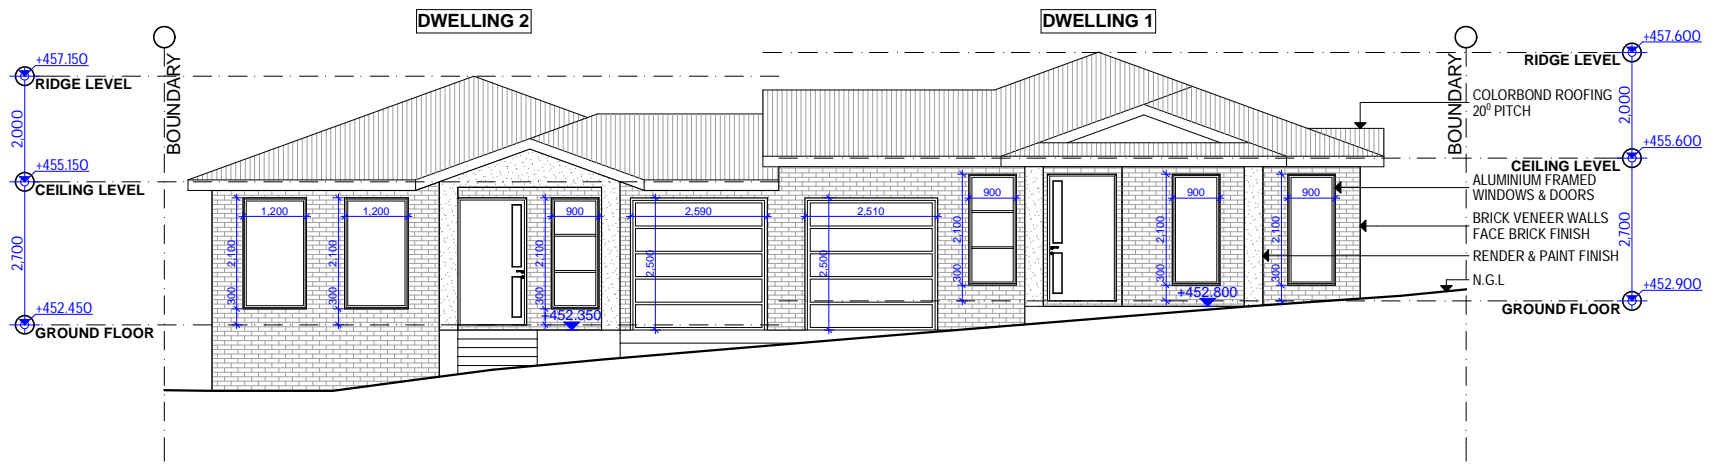 DWELLING 2
DWELLING 1
+457.150
RIDGE LEVEL
2,000
+455.150
CEILING LEVEL
2,700
+452.450
GROUND FLOOR
BOUNDARY
1,200
2,100
300
1,200
2,100
300
900
2,100
300
+452.350
2,590
2,500
2,510
2,500
900
2,100
300
900
2,100
300
+452.800
900
2,100
300
BOUNDARY
+457.600
RIDGE LEVEL
COLORBOND ROOFING
20⁰ PITCH
2,000
+455.600
CEILING LEVEL
ALUMINIUM FRAMED
WINDOWS & DOORS
BRICK VENEER WALLS
FACE BRICK FINISH
2,700
RENDER & PAINT FINISH
N.G.L
+452.900
GROUND FLOOR